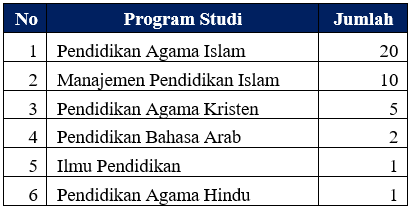 No Program Studi Jumlah
1 Pendidikan Agama Islam 20
2 Manajemen Pendidikan Islam 10
3 Pendidikan Agama Kristen 5
4 Pendidikan Bahasa Arab 2
5 Ilmu Pendidikan 1
6 Pendidikan Agama Hindu 1